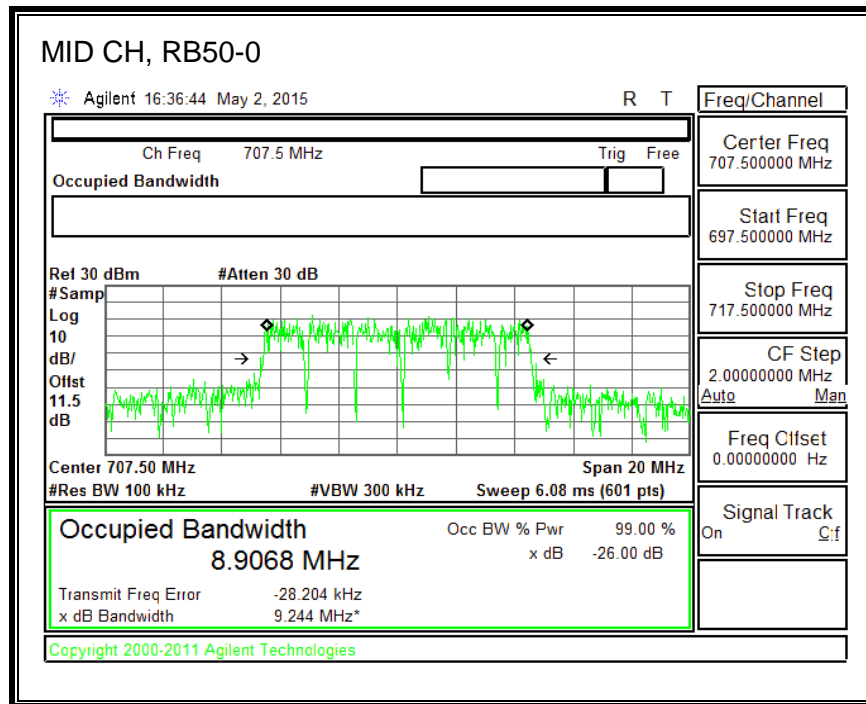 MID CH, RB50-0
Agilent 16:36:44 May 2, 2015 R T
Ch Freq 707.5 MHz Trig Free
Occupied Bandwidth
Ref 30 dBm #Atten 30 dB
#Samp
Log
10
dB/
Offst
11.5
dB
Center 707.50 MHz Span 20 MHz
#Res BW 100 kHz #VBW 300 kHz Sweep 6.08 ms (601 pts)
Occupied Bandwidth
8.9068 MHz
Occ BW % Pwr 99.00 %
x dB -26.00 dB
Transmit Freq Error -28.204 kHz
x dB Bandwidth 9.244 MHz*
Copyright 2000-2011 Agilent Technologies
Freq/Channel
Center Freq
707.500000 MHz
Start Freq
697.500000 MHz
Stop Freq
717.500000 MHz
CF Step
2.00000000 MHz
Auto Man
Freq Offset
0.00000000 Hz
Signal Track
On Off